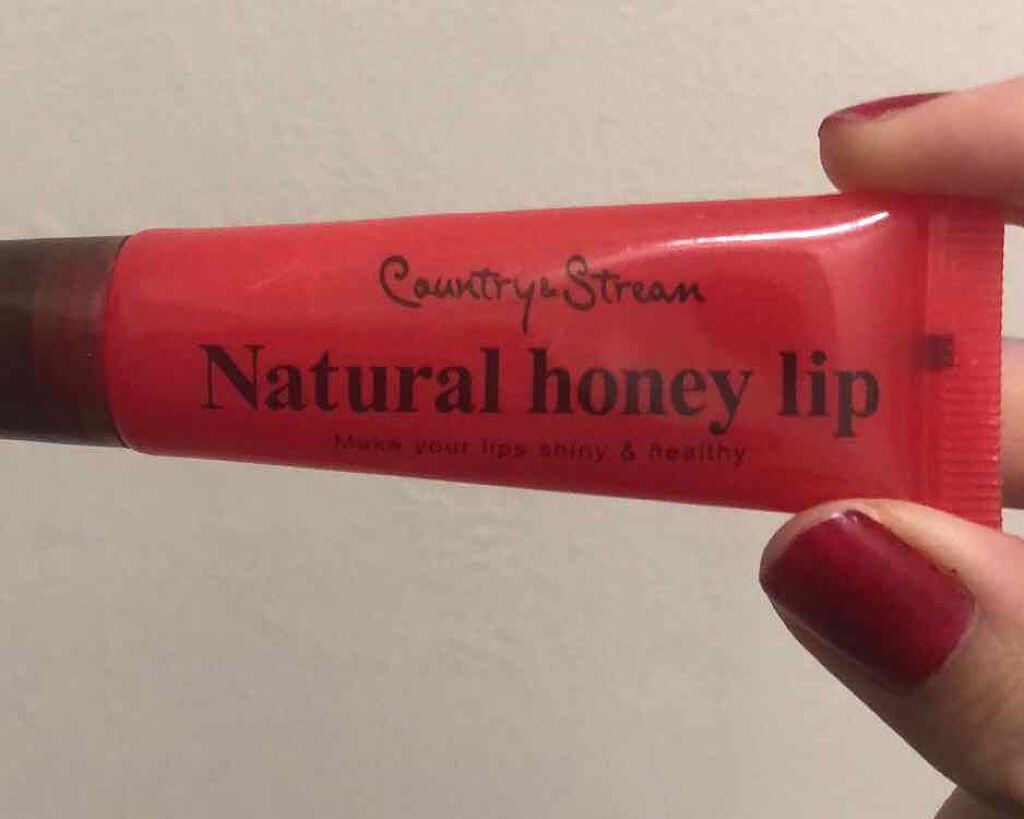 Country & Stream
Natural honey lip
Make your lips shiny & healthy